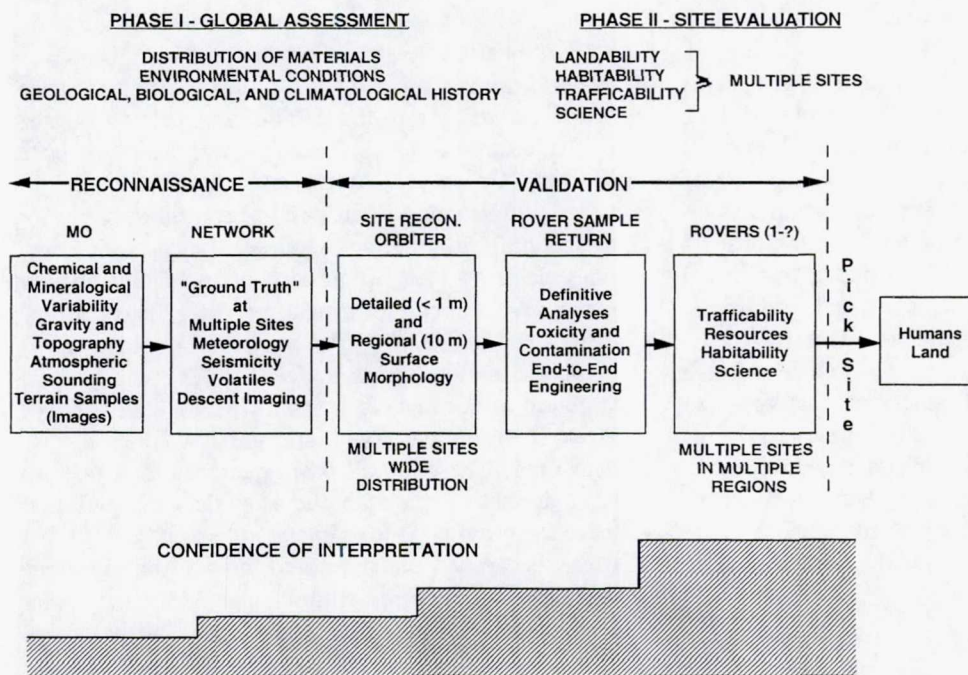 PHASE I - GLOBAL ASSESSMENT
DISTRIBUTION OF MATERIALS
ENVIRONMENTAL CONDITIONS
GEOLOGICAL, BIOLOGICAL, AND CLIMATOLOGICAL HISTORY
PHASE II - SITE EVALUATION
LANDABILITY
HABITABILITY
TRAFFICABILITY
SCIENCE
MULTIPLE SITES
RECONNAISSANCE
VALIDATION
MO
Chemical and
Mineralogical
Variability
Gravity and
Topography
Atmospheric
Sounding
Terrain Samples
(Images)
NETWORK
"Ground Truth"
at
Multiple Sites
Meteorology
Seismicity
Volatiles
Descent Imaging
SITE RECON.
ORBITER
Detailed (< 1 m)
and
Regional (10 m)
Surface
Morphology
MULTIPLE SITES
WIDE
DISTRIBUTION
ROVER SAMPLE
RETURN
Definitive
Analyses
Toxicity and
Contamination
End-to-End
Engineering
ROVERS (1-?)
Trafficability
Resources
Habitability
Science
MULTIPLE SITES
IN MULTIPLE
REGIONS
Pick Site
Humans
Land
CONFIDENCE OF INTERPRETATION